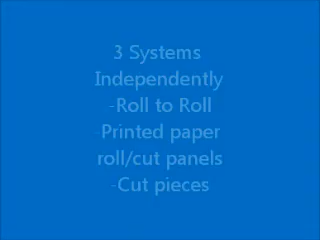 3 Systems
Independently
-Roll to Roll
-Printed paper
roll/cut panels
-Cut pieces